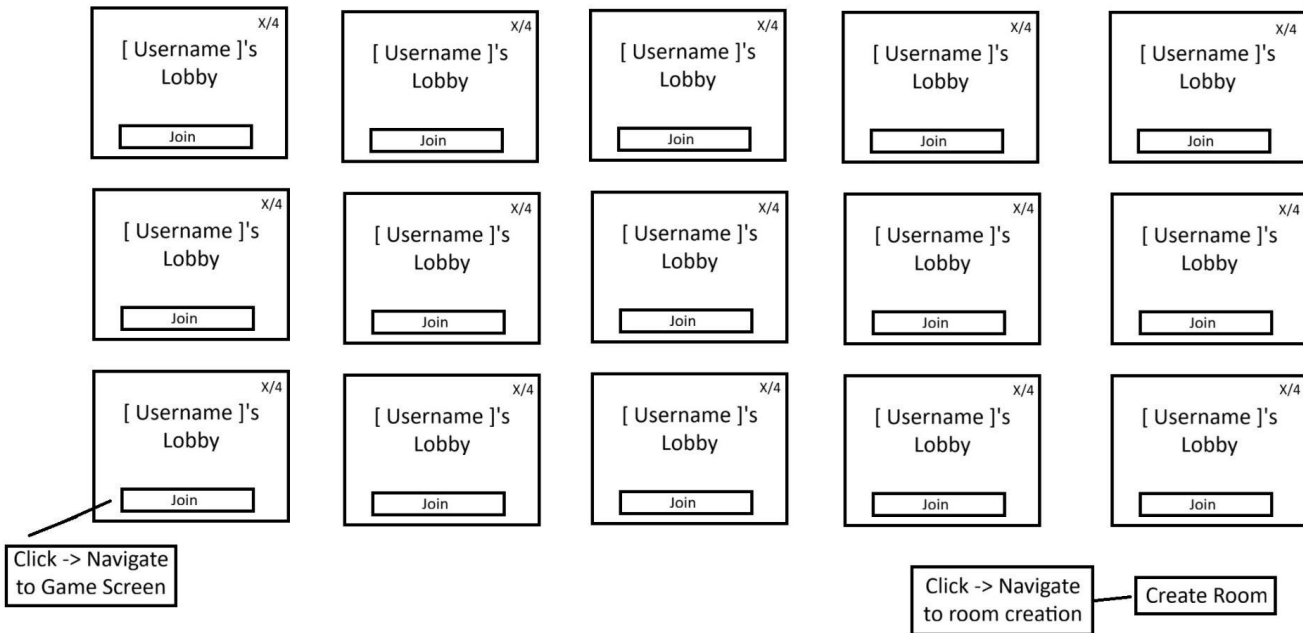 X/4
[ Username ]'s
Lobby
Join
X/4
[ Username ]'s
Lobby
Join
X/4
[ Username ]'s
Lobby
Join
X/4
[ Username ]'s
Lobby
Join
X/4
[ Username ]'s
Lobby
Join
X/4
[ Username ]'s
Lobby
Join
X/4
[ Username ]'s
Lobby
Join
X/4
[ Username ]'s
Lobby
Join
X/4
[ Username ]'s
Lobby
Join
X/4
[ Username ]'s
Lobby
Join
X/4
[ Username ]'s
Lobby
Join
X/4
[ Username ]'s
Lobby
Join
X/4
[ Username ]'s
Lobby
Join
X/4
[ Username ]'s
Lobby
Join
X/4
[ Username ]'s
Lobby
Join
Click -> Navigate
to Game Screen
Click -> Navigate
to room creation
Create Room